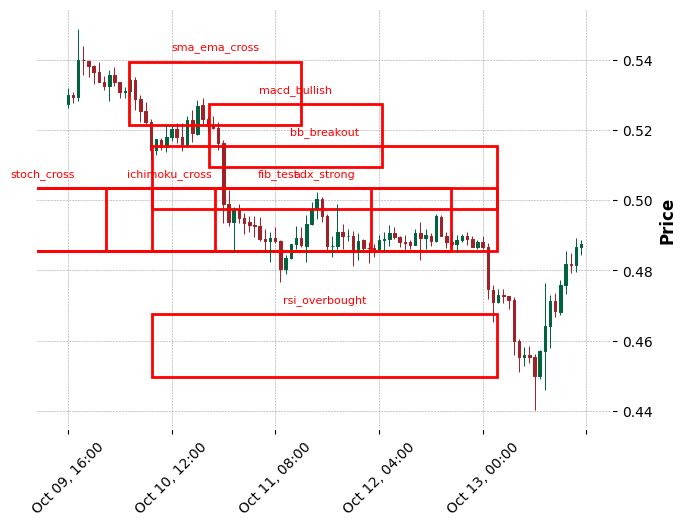 sma_ema_cross
0.54
macd_bullish
0.52
bb_breakout
stoch_cross
ichimoku_cross
fib_test
adx_strong
0.50
Price
0.48
rsi_overbought
0.46
0.44
Oct 09, 16:00
Oct 10, 12:00
Oct 11, 08:00
Oct 12, 04:00
Oct 13, 00:00